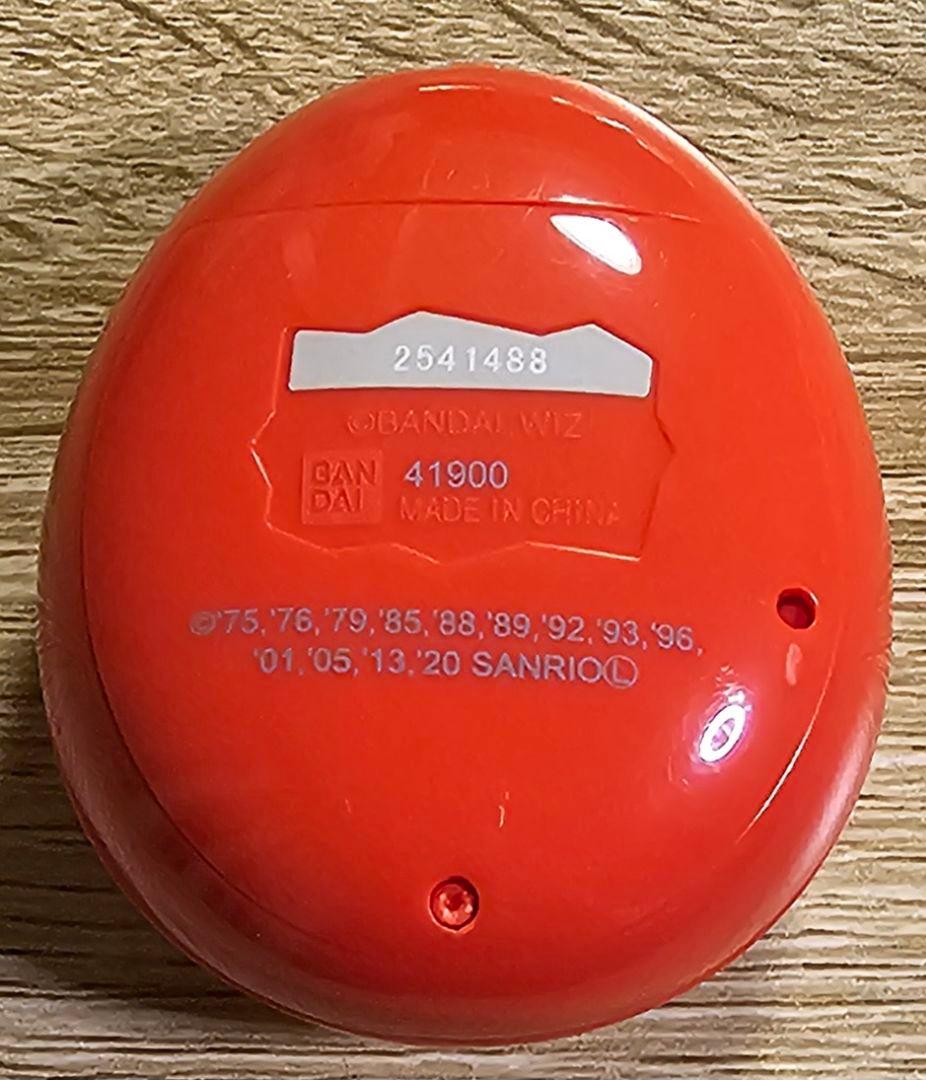 2541488
©BANDAI, WIZ
BAN
DAI
41900
MADE IN CHINA
©'75,'76,'79,'85,'88,'89,'92,'93,'96,
'01,'05,'13,'20 SANRIOⓁ